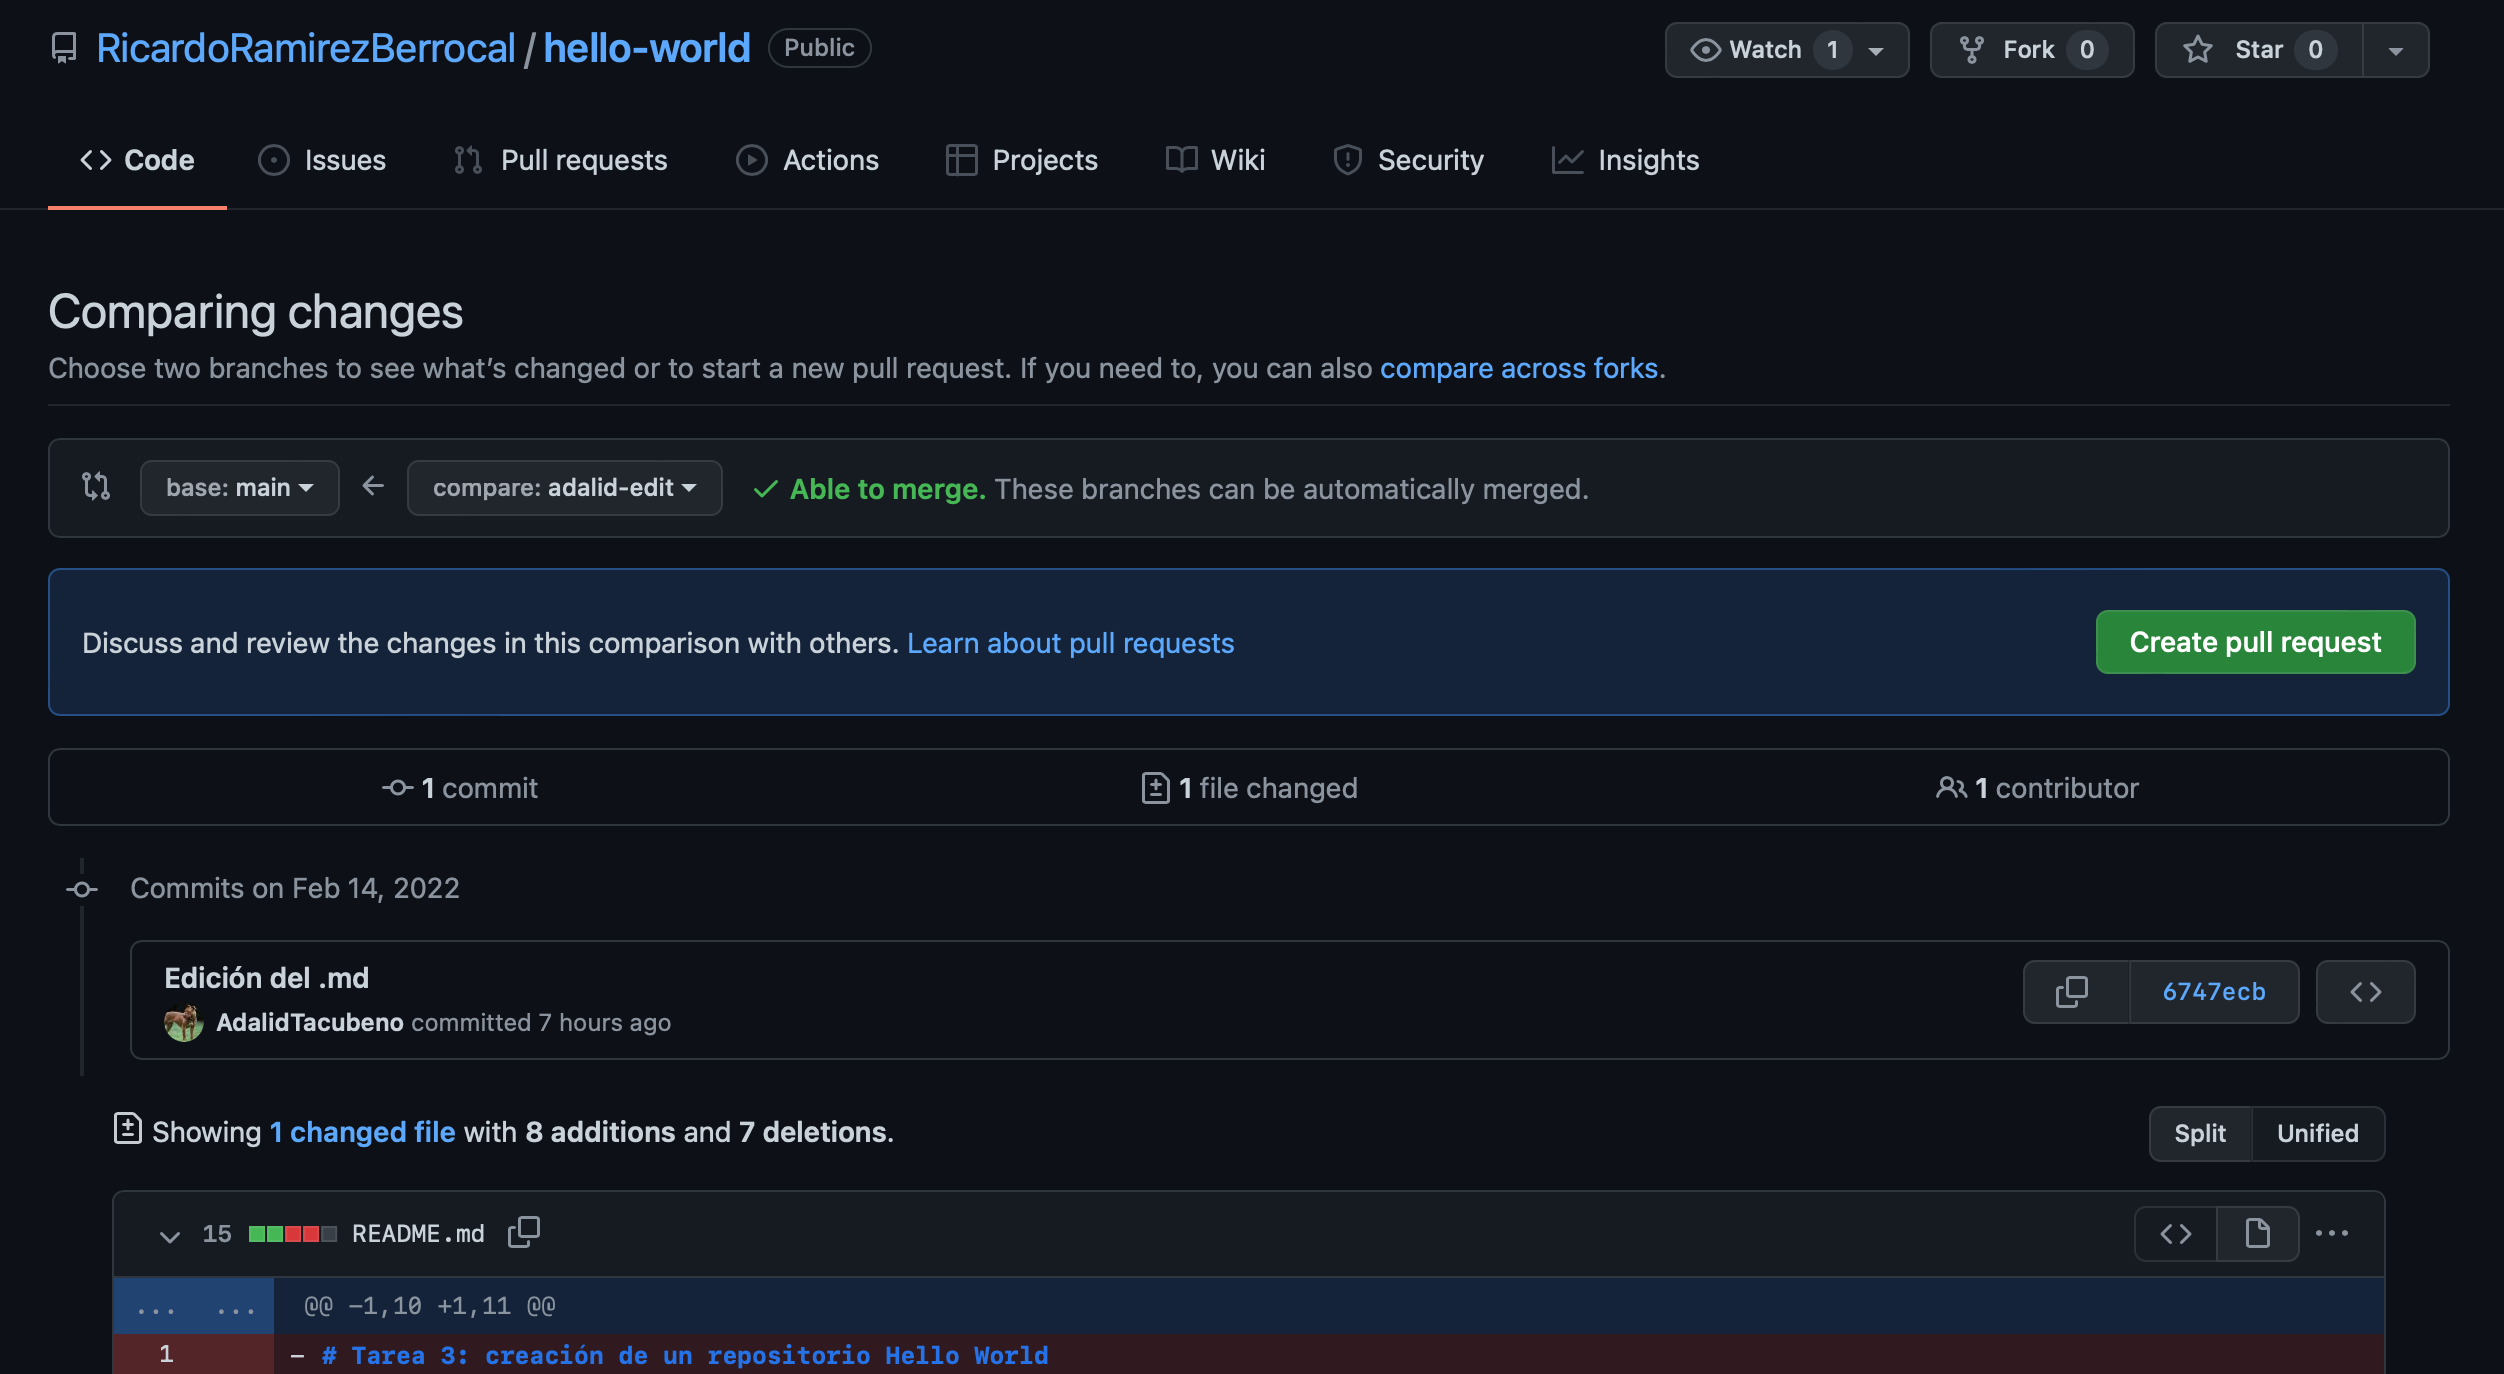 RicardoRamirezBerrocal / hello-world Public Watch 1 Fork 0 Star 0
Code Issues Pull requests Actions Projects Wiki Security Insights
Comparing changes
Choose two branches to see what’s changed or to start a new pull request. If you need to, you can also compare across forks.
base: main compare: adalid-edit Able to merge. These branches can be automatically merged.
Discuss and review the changes in this comparison with others. Learn about pull requests Create pull request
1 commit 1 file changed 1 contributor
Commits on Feb 14, 2022
Edición del .md
AdalidTacubeno committed 7 hours ago
6747ecb
Showing 1 changed file with 8 additions and 7 deletions. Split Unified
15 README.md
... ... @@ −1,10 +1,11 @@
1 − # Tarea 3: creación de un repositorio Hello World